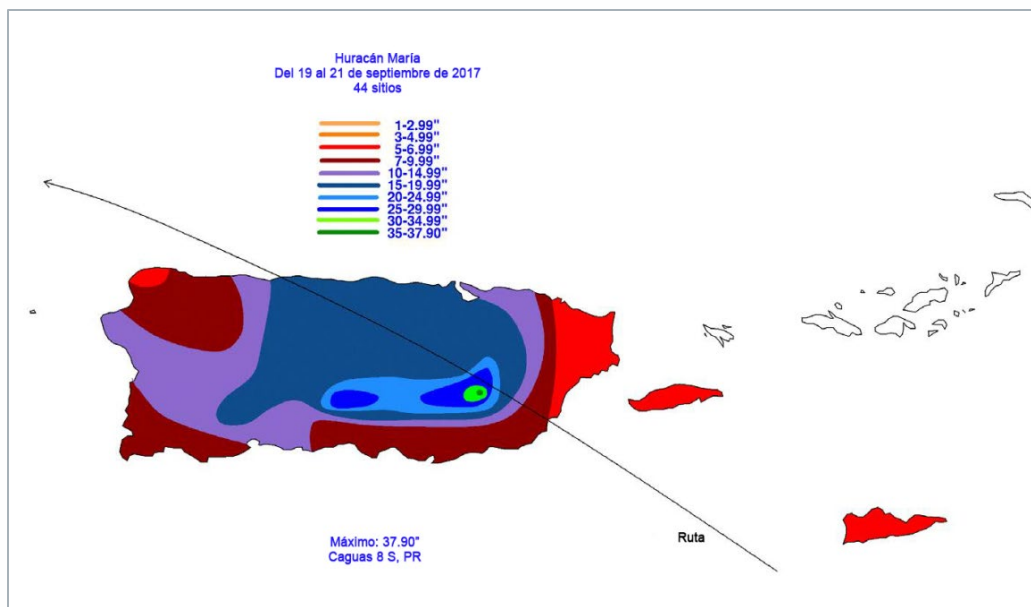 Huracán María
Del 19 al 21 de septiembre de 2017
44 sitios
1-2.99"
3-4.99"
5-6.99"
7-9.99"
10-14.99"
15-19.99"
20-24.99"
25-29.99"
30-34.99"
35-37.90"
Ruta
Máximo: 37.90"
Caguas 8 S, PR